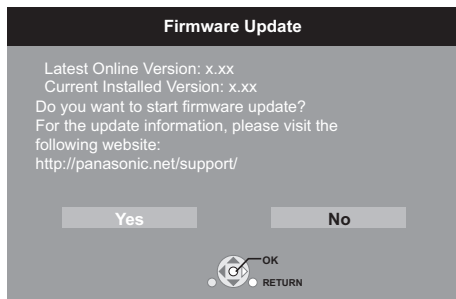 Firmware Update
Latest Online Version: x.xx
Current Installed Version: x.xx
Do you want to start firmware update?
For the update information, please visit the
following website:
http://panasonic.net/support/
Yes No
OK
RETURN